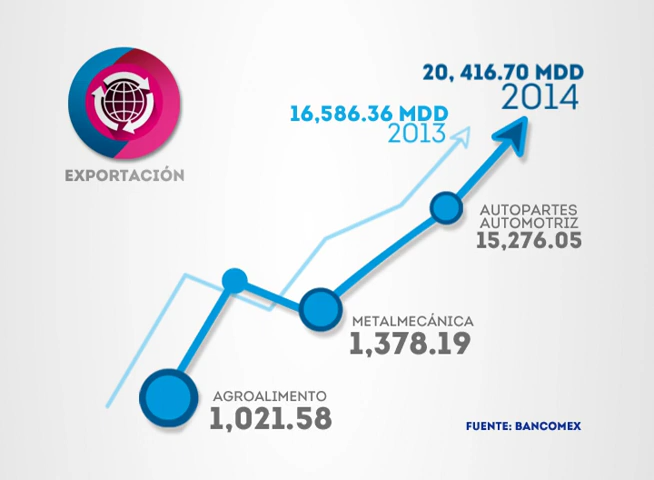 20, 416.70 MDD
2014
16,586.36 MDD
2013
EXPORTACIÓN
AUTOPARTES
AUTOMOTRIZ
15,276.05
METALMECÁNICA
1,378.19
AGROALIMENTO
1,021.58
FUENTE: BANCOMEX